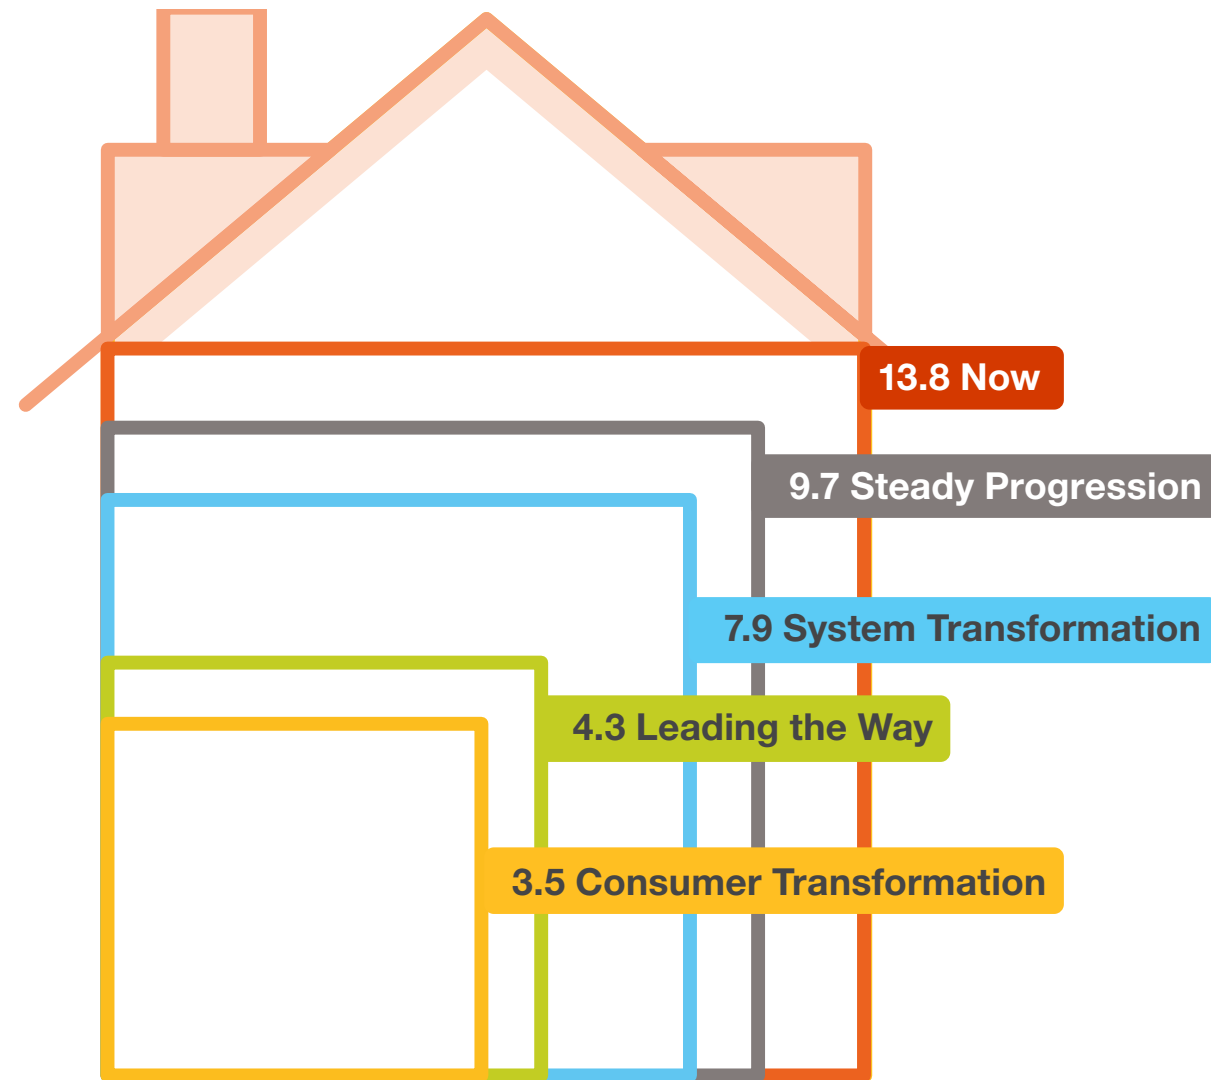 13.8 Now
9.7 Steady Progression
7.9 System Transformation
4.3 Leading the Way
3.5 Consumer Transformation